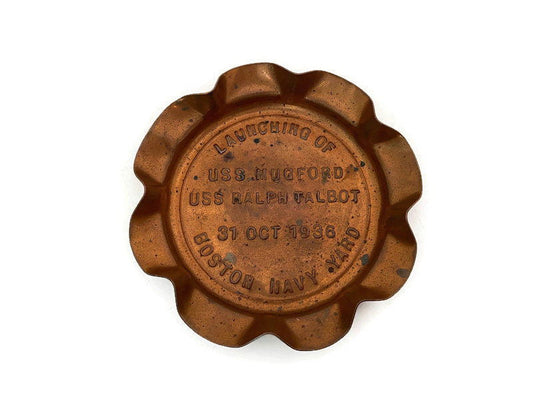 LAUNCHING OF
USS MUGFORD
USS RALPH TALBOT
31 OCT 1936
BOSTON NAVY YARD